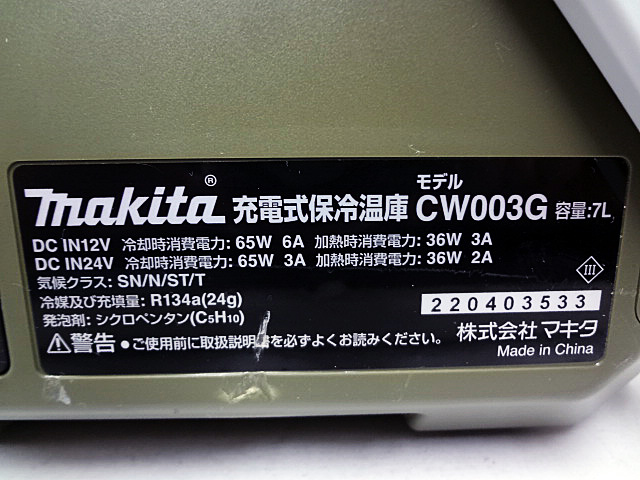 makita® 充電式保冷温庫 モデル CW003G 容量:7L
DC IN12V 冷却時消費電力: 65W 6A 加熱時消費電力: 36W 3A
DC IN24V 冷却時消費電力: 65W 3A 加熱時消費電力: 36W 2A
気候クラス: SN/N/ST/T
III
冷媒及び充填量: R134a(24g)
220403533
発泡剤: シクロペンタン(C5H10)
⚠警告 ●ご使用前に取扱説明書を必ずよくお読みください。
株式会社 マキタ
Made in China